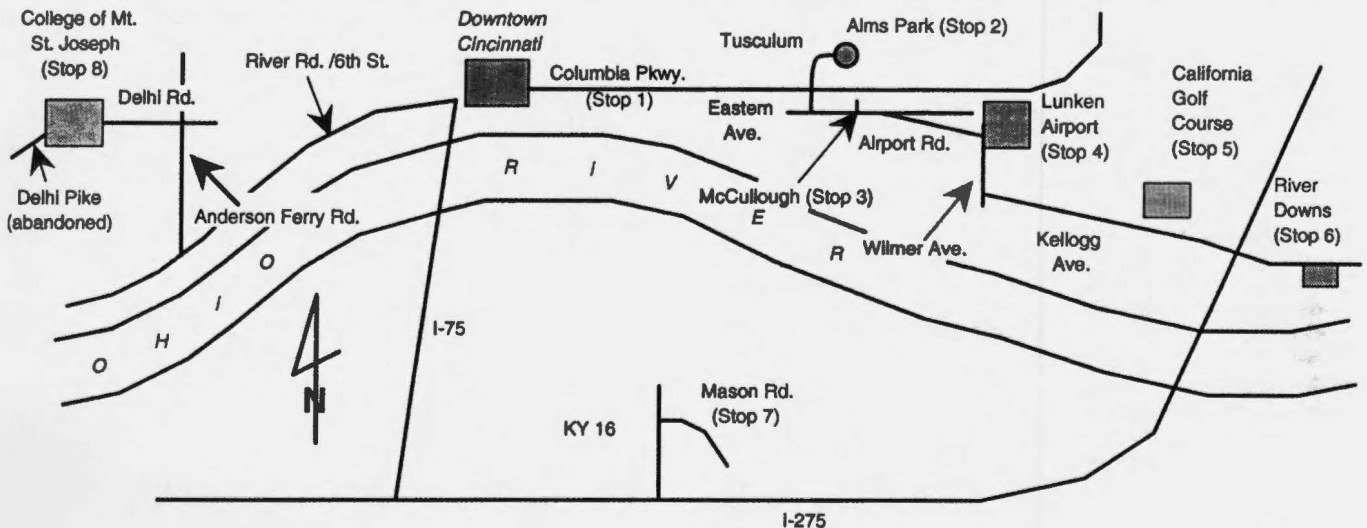 College of Mt.
St. Joseph
(Stop 8)
Delhi Rd.
Delhi Pike
(abandoned)
River Rd. /6th St.
Anderson Ferry Rd.
Downtown
Cincinnati
Columbia Pkwy.
(Stop 1)
Tusculum
Alms Park (Stop 2)
Eastern
Ave.
Airport Rd.
McCullough (Stop 3)
Lunken
Airport
(Stop 4)
Wilmer Ave.
California
Golf
Course
(Stop 5)
Kellogg
Ave.
River
Downs
(Stop 6)
OHIO
RIVER
N
I-75
KY 16
Mason Rd.
(Stop 7)
I-275